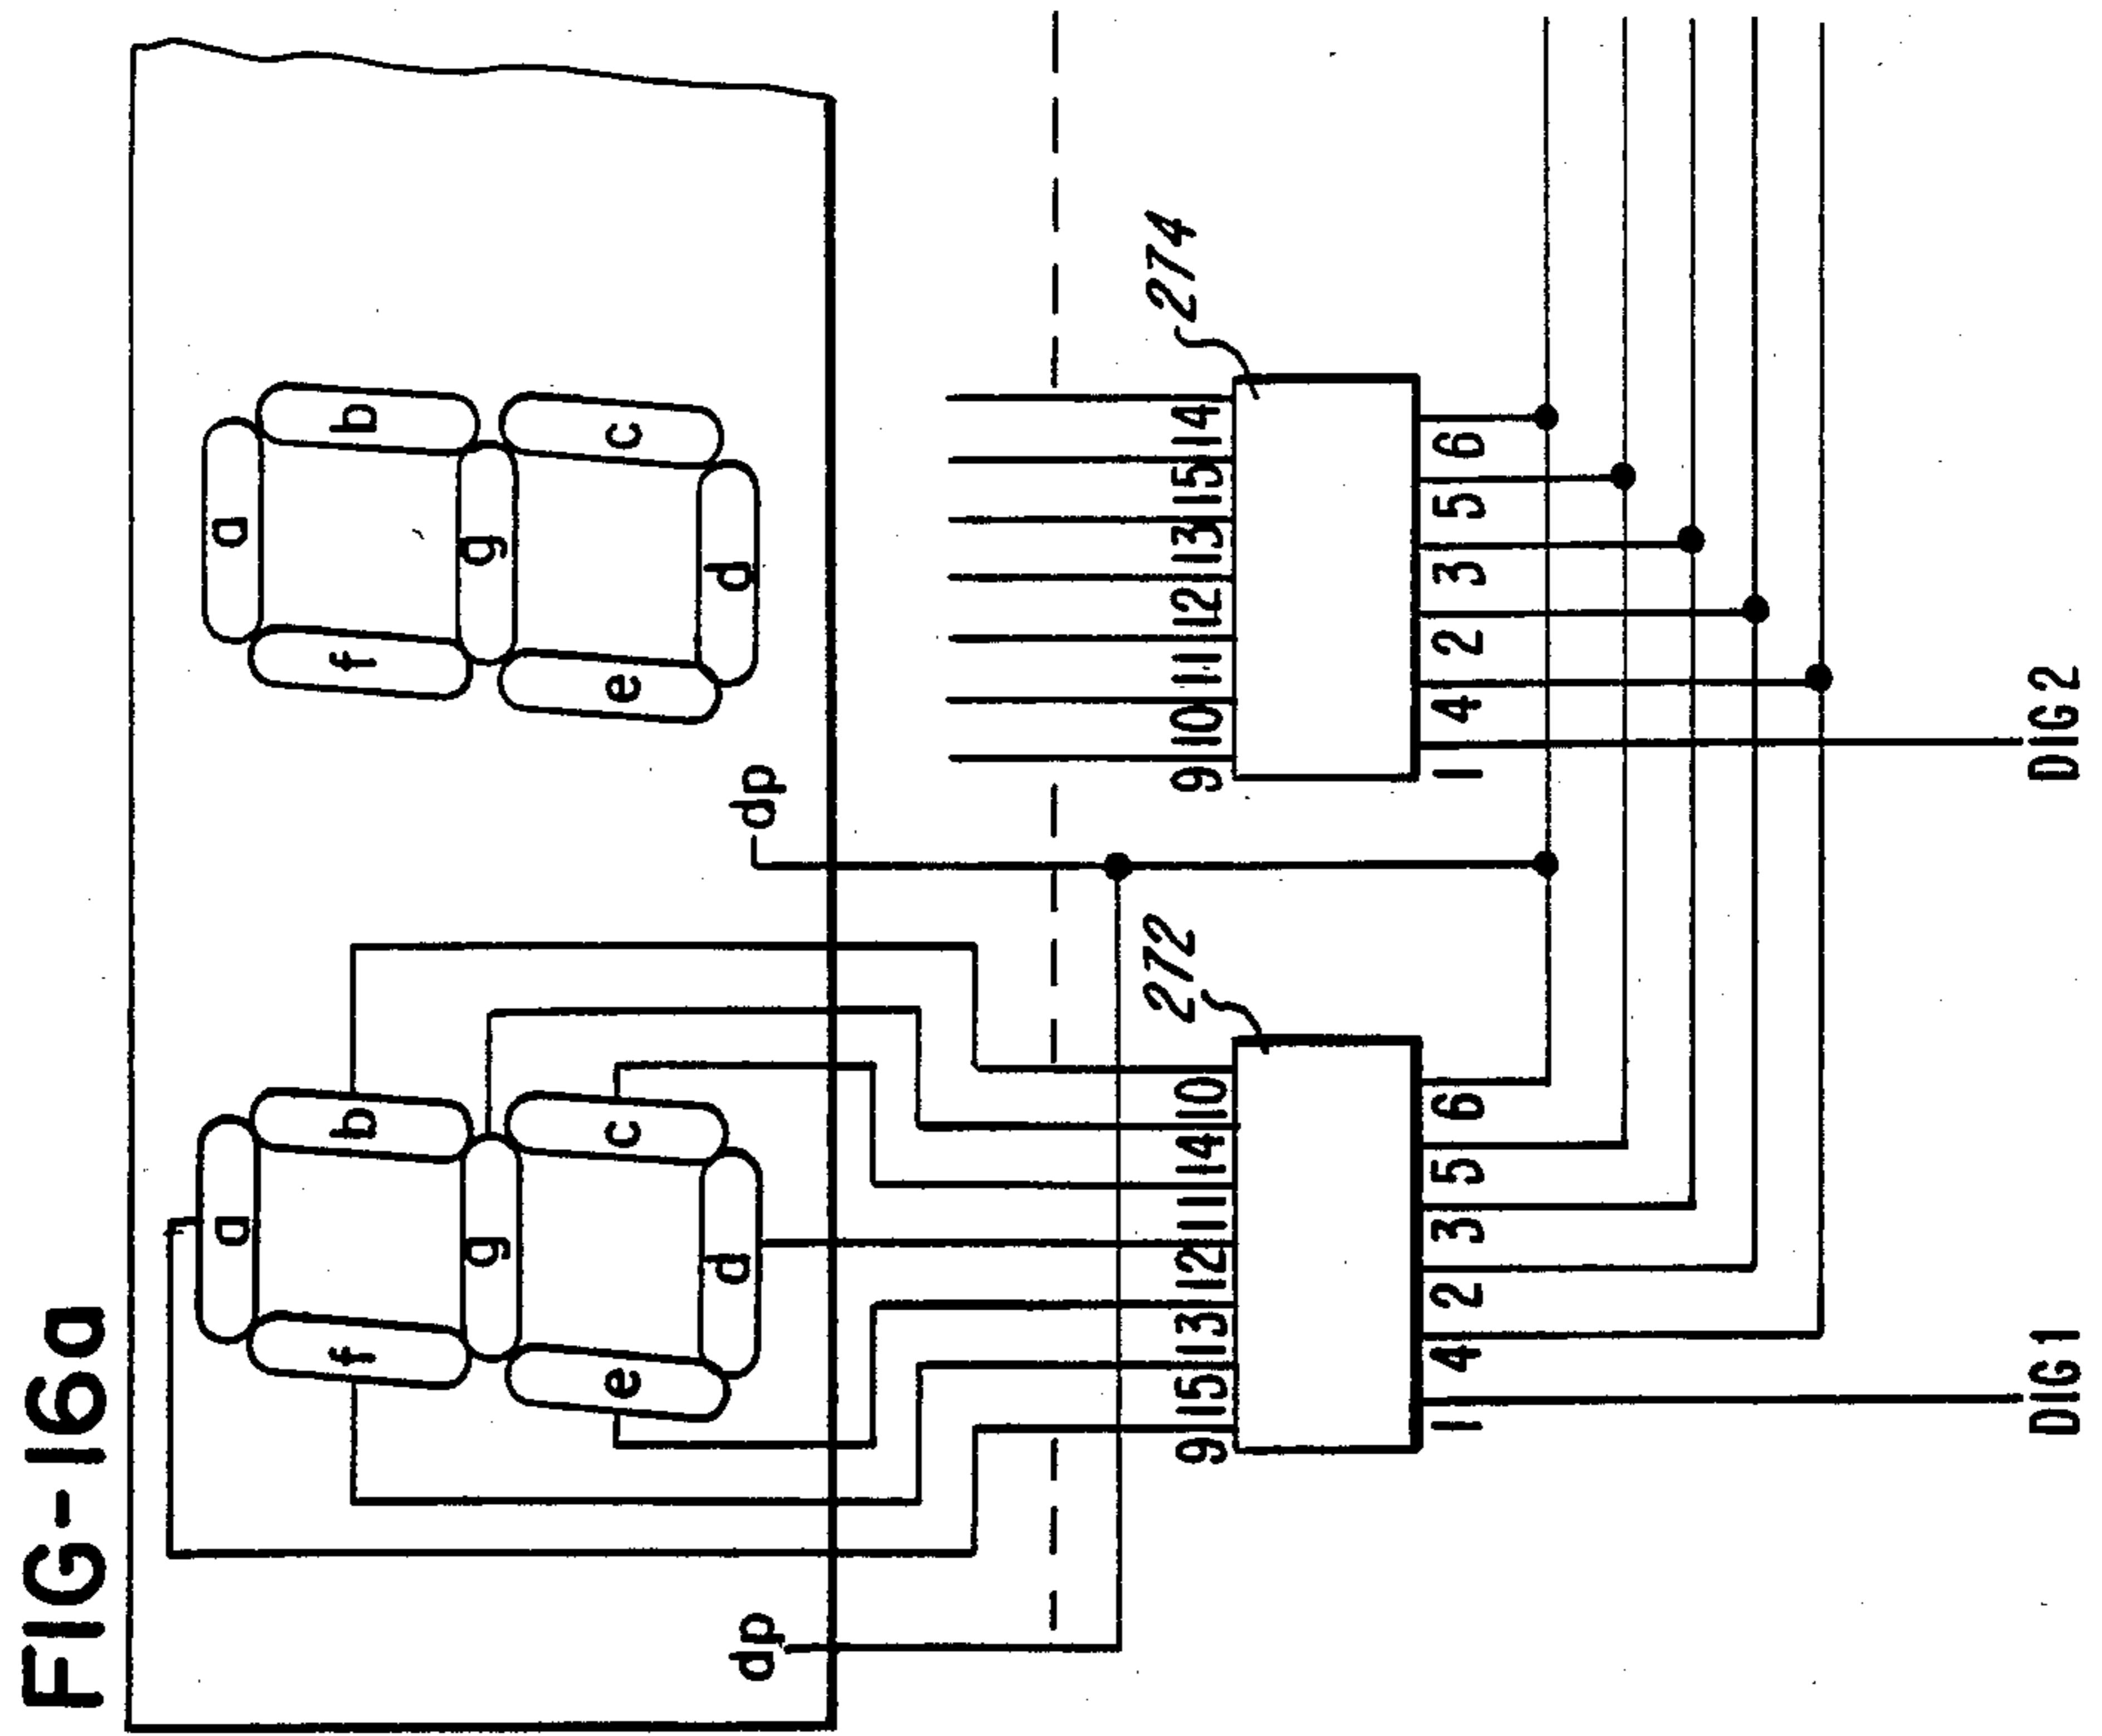 FIG-16a
a a
f b f b
g g
e c e c
dp d dp d
272 274
9 15 13 12 11 14 10 9 10 11 12 13 15 14
1 4 2 3 5 6 1 4 2 3 5 6
DIG 1 DIG 2